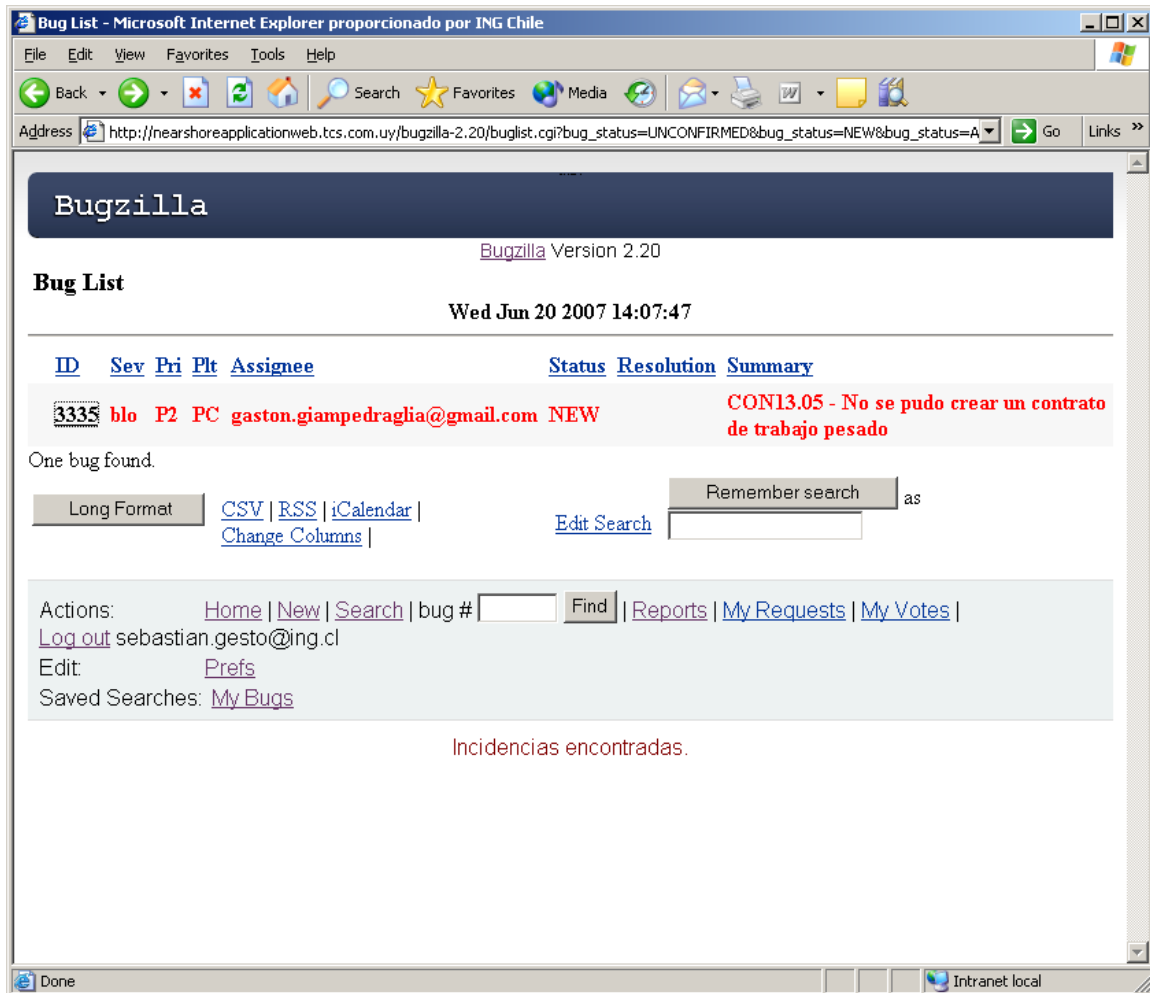 Bug List - Microsoft Internet Explorer proporcionado por ING Chile
File Edit View Favorites Tools Help
Back Search Favorites Media
Address http://nearshoreapplicationweb.tcs.com.uy/bugzilla-2.20/buglist.cgi?bug_status=UNCONFIRMED&bug_status=NEW&bug_status=A Go Links »
Bugzilla
Bugzilla Version 2.20
Bug List
Wed Jun 20 2007 14:07:47
ID Sev Pri Plt Assignee Status Resolution Summary
3335 blo P2 PC gaston.giampedraglia@gmail.com NEW CON13.05 - No se pudo crear un contrato
de trabajo pesado
One bug found.
Long Format CSV | RSS | iCalendar | Remember search as
Change Columns | Edit Search
Actions: Home | New | Search | bug # Find | Reports | My Requests | My Votes |
Log out sebastian.gesto@ing.cl
Edit: Prefs
Saved Searches: My Bugs
Incidencias encontradas.
Done Intranet local